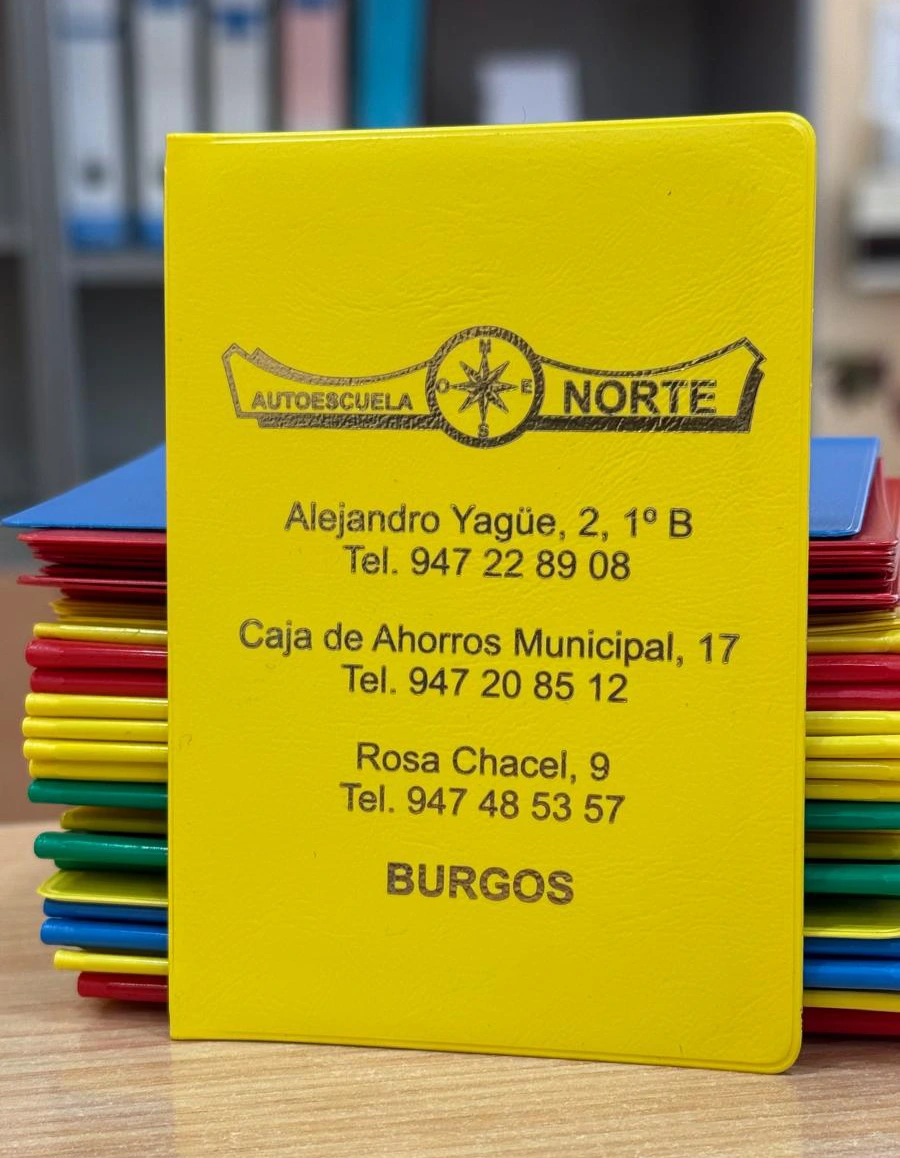 AUTOESCUELA NORTE
N
O E
S
Alejandro Yagüe, 2, 1º B
Tel. 947 22 89 08
Caja de Ahorros Municipal, 17
Tel. 947 20 85 12
Rosa Chacel, 9
Tel. 947 48 53 57
BURGOS